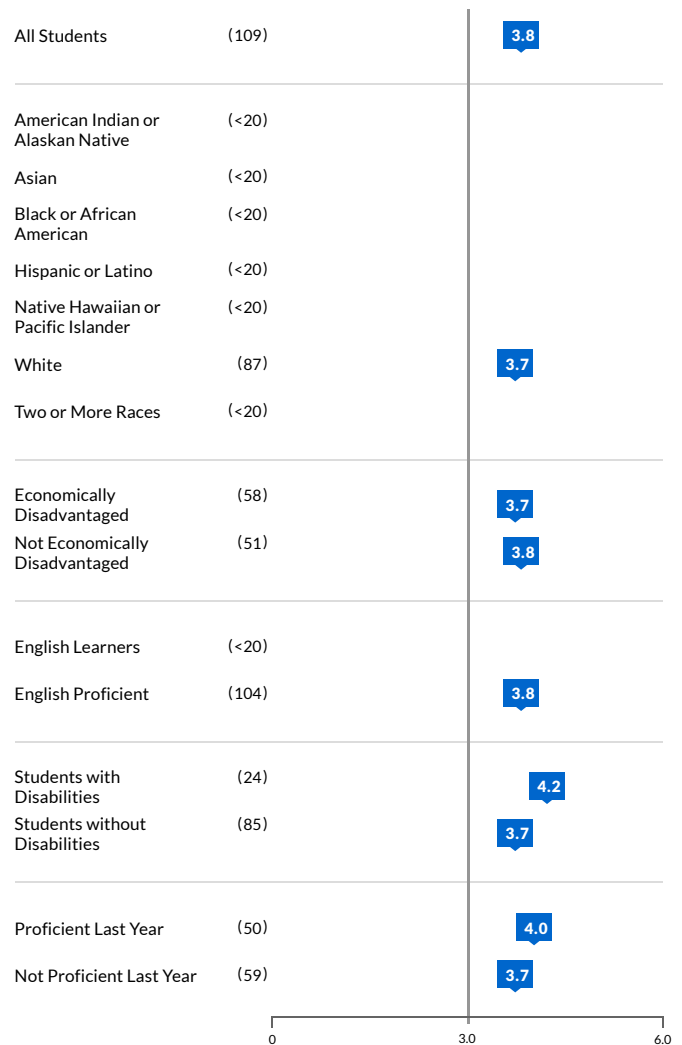 All Students (109) 3.8
American Indian or (<20)
Alaskan Native
Asian (<20)
Black or African (<20)
American
Hispanic or Latino (<20)
Native Hawaiian or (<20)
Pacific Islander
White (87) 3.7
Two or More Races (<20)
Economically (58) 3.7
Disadvantaged
Not Economically (51) 3.8
Disadvantaged
English Learners (<20)
English Proficient (104) 3.8
Students with (24) 4.2
Disabilities
Students without (85) 3.7
Disabilities
Proficient Last Year (50) 4.0
Not Proficient Last Year (59) 3.7
0 3.0 6.0